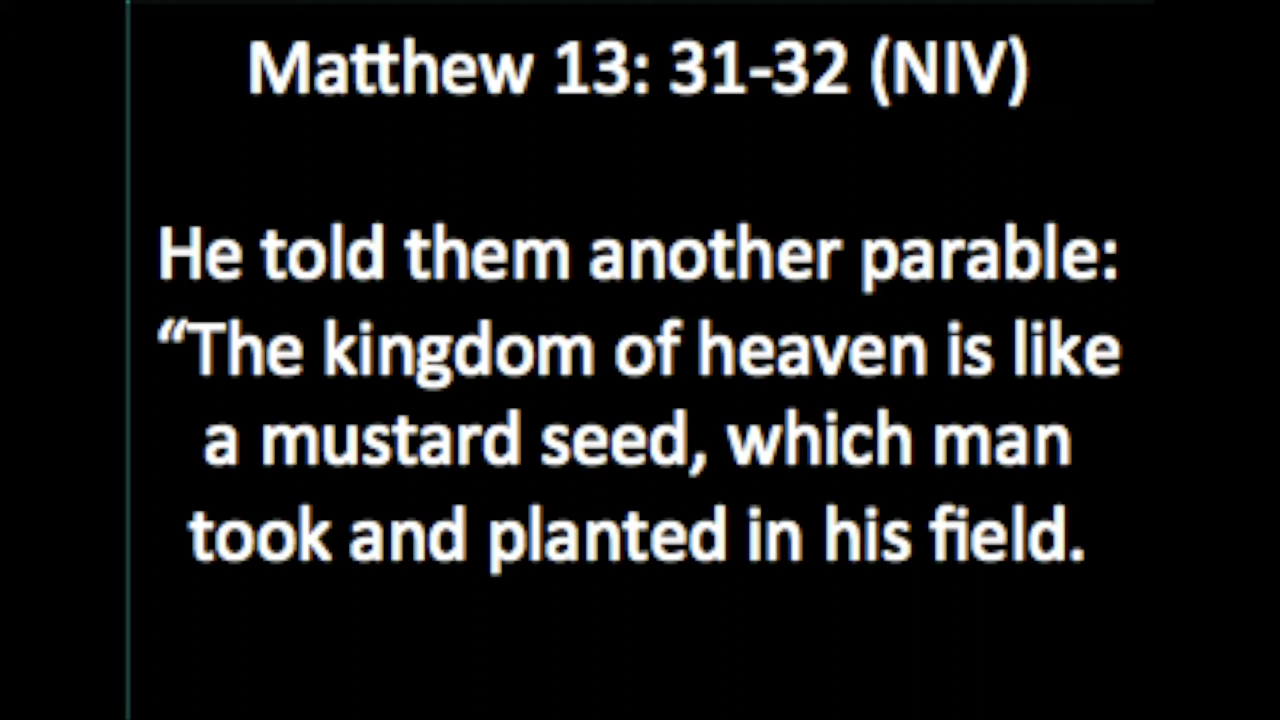 Matthew 13: 31-32 (NIV)
He told them another parable:
“The kingdom of heaven is like
a mustard seed, which man
took and planted in his field.